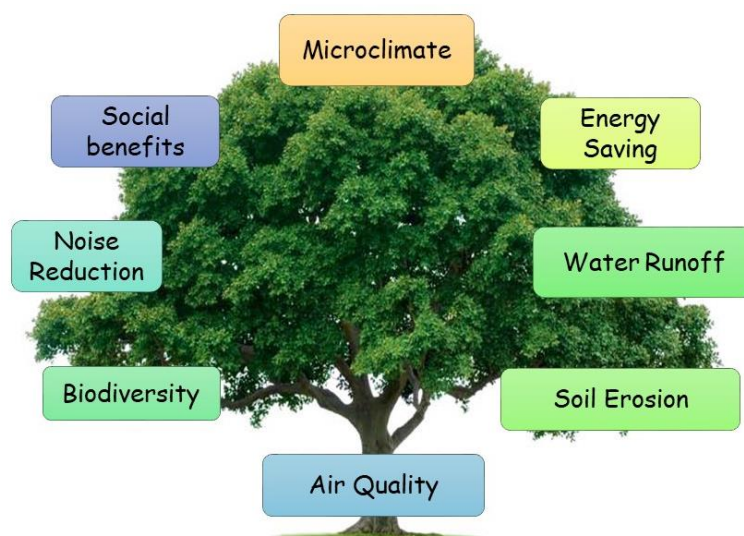 Microclimate
Social
benefits
Energy
Saving
Noise
Reduction
Water Runoff
Biodiversity
Soil Erosion
Air Quality